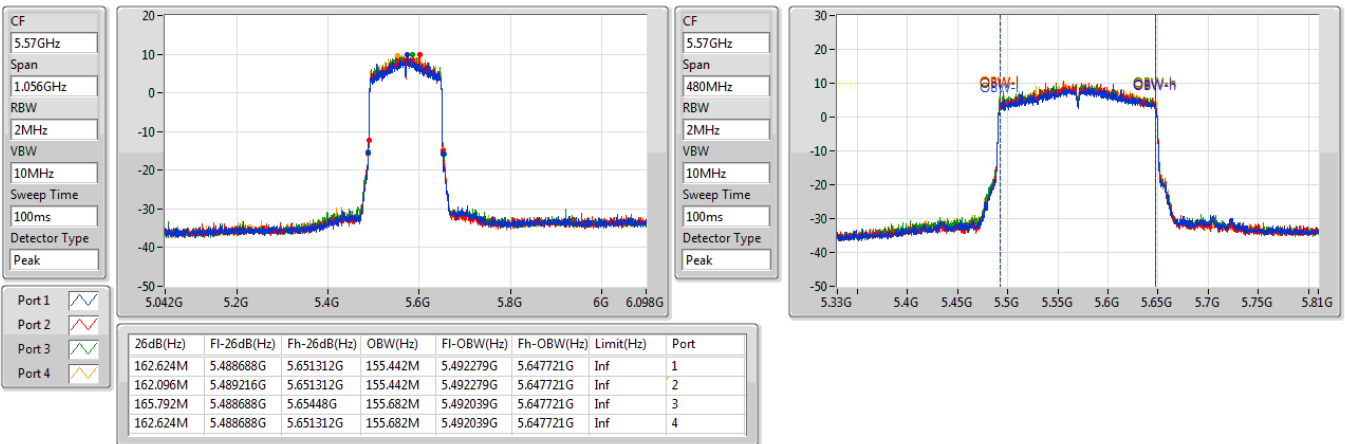 CF
5.57GHz
Span
1.056GHz
RBW
2MHz
VBW
10MHz
Sweep Time
100ms
Detector Type
Peak
20
10
0
-10
-20
-30
-40
-50
5.042G 5.2G 5.4G 5.6G 5.8G 6G 6.098G
CF
5.57GHz
Span
480MHz
RBW
2MHz
VBW
10MHz
Sweep Time
100ms
Detector Type
Peak
30
20
10
0
-10
-20
-30
-40
-50
OBW-l OBW-h
5.33G 5.4G 5.45G 5.5G 5.55G 5.6G 5.65G 5.7G 5.75G 5.81G
Port 1
Port 2
Port 3
Port 4
26dB(Hz) Fl-26dB(Hz) Fh-26dB(Hz) OBW(Hz) Fl-OBW(Hz) Fh-OBW(Hz) Limit(Hz) Port
162.624M 5.488688G 5.651312G 155.442M 5.492279G 5.647721G Inf 1
162.096M 5.489216G 5.651312G 155.442M 5.492279G 5.647721G Inf 2
165.792M 5.488688G 5.65448G 155.682M 5.492039G 5.647721G Inf 3
162.624M 5.488688G 5.651312G 155.682M 5.492039G 5.647721G Inf 4